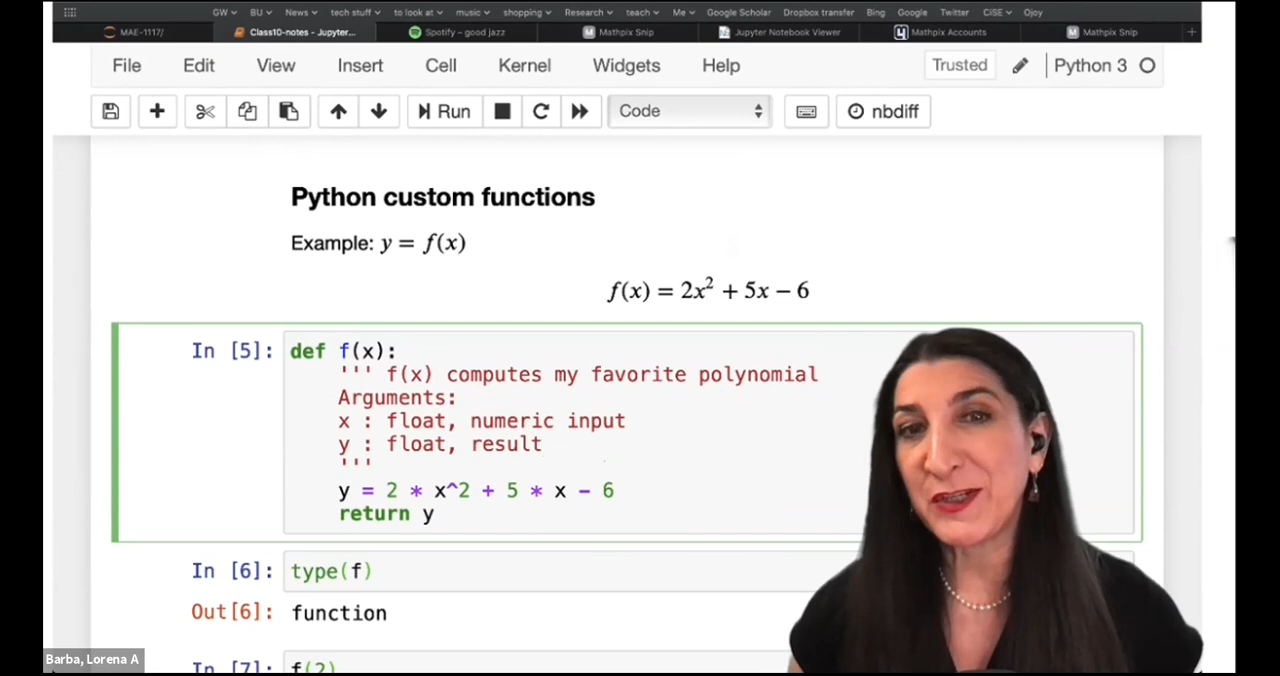 GW BU News tech stuff to look at music shopping Research teach Me Google Scholar Dropbox transfer Bing Google Twitter CiSE Ojoy
MAE-1117/ Class10-notes - Jupyter... Spotify – good jazz Mathpix Snip Jupyter Notebook Viewer Mathpix Accounts Mathpix Snip
File Edit View Insert Cell Kernel Widgets Help Trusted Python 3
Run Code nbdiff
Python custom functions
Example: y = f(x)
f(x) = 2x² + 5x − 6
In [5]: def f(x):
''' f(x) computes my favorite polynomial
Arguments:
x : float, numeric input
y : float, result
'''
y = 2 * x^2 + 5 * x - 6
return y
In [6]: type(f)
Out[6]: function
In [7]: f(2)
Barba, Lorena A